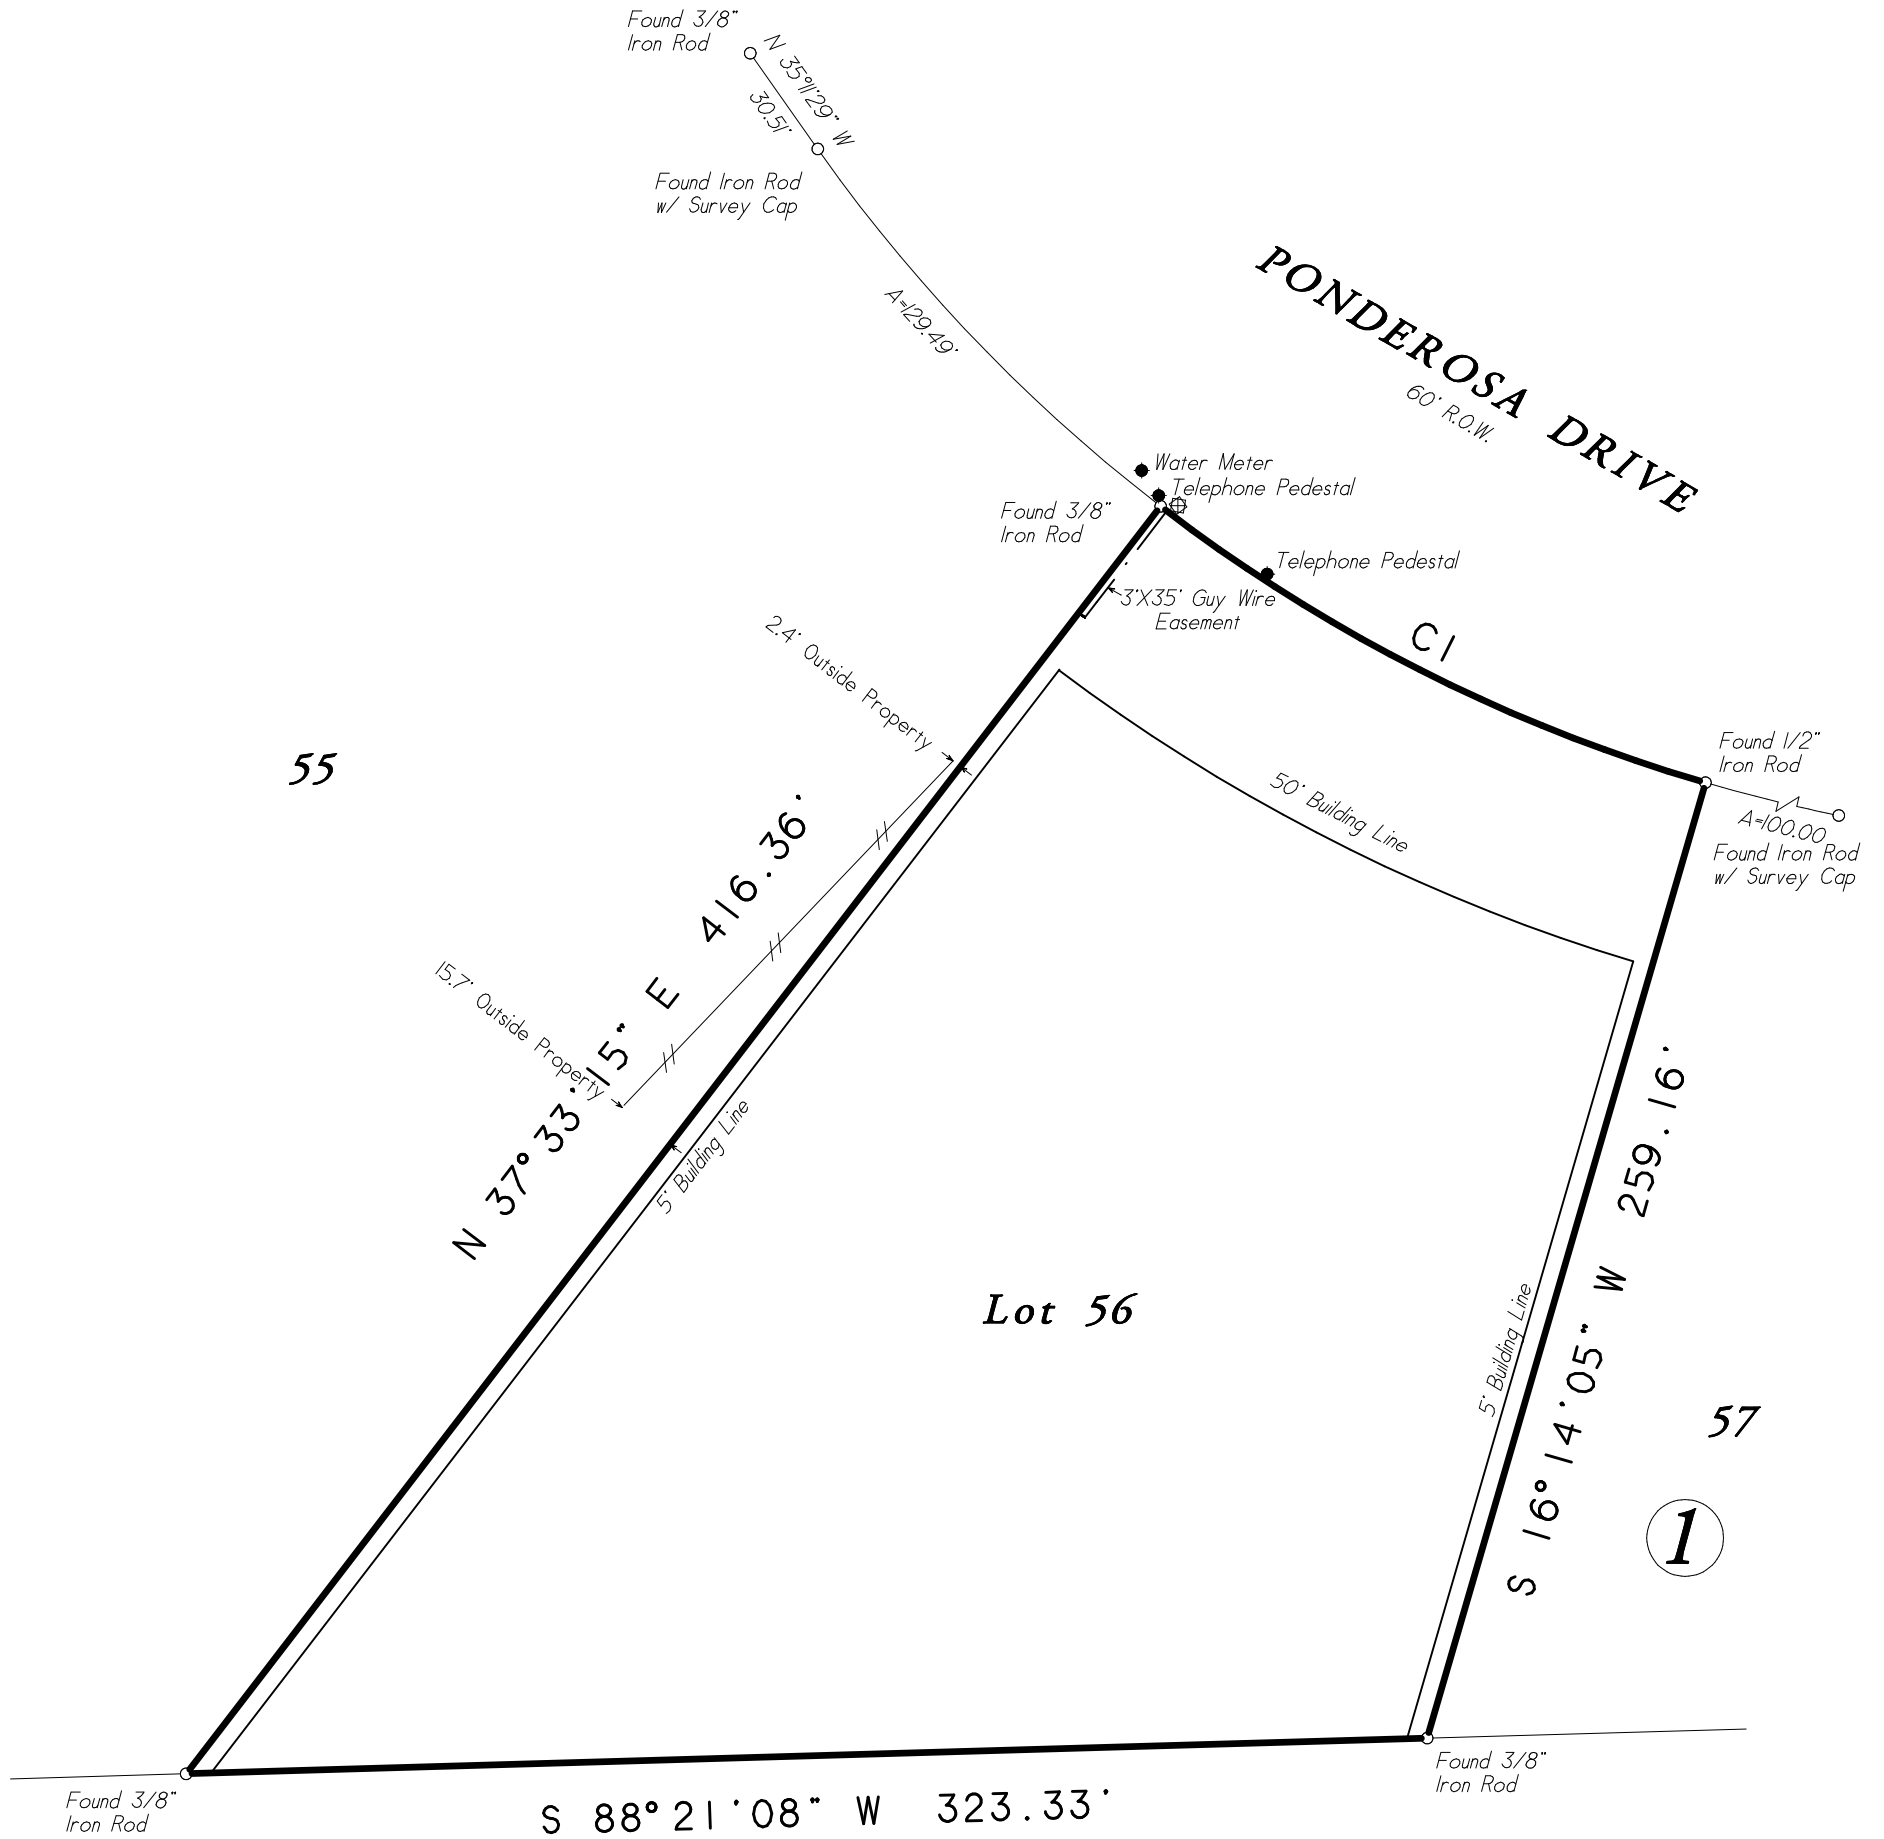 Found 3/8"
Iron Rod
N 35°11'29" W
30.51'
Found Iron Rod
w/ Survey Cap
A=129.49'
PONDEROSA DRIVE
60' R.O.W.
Water Meter
Telephone Pedestal
Found 3/8"
Iron Rod
Telephone Pedestal
3'X35' Guy Wire
Easement
C1
2.4' Outside Property
Found 1/2"
Iron Rod
55
50' Building Line
A=100.00
Found Iron Rod
w/ Survey Cap
N 37°33'15" E 416.36'
15.7' Outside Property
5' Building Line
S 16°14'05" W 259.16'
Lot 56
5' Building Line
57
1
Found 3/8"
Iron Rod
Found 3/8"
Iron Rod
S 88°21'08" W 323.33'